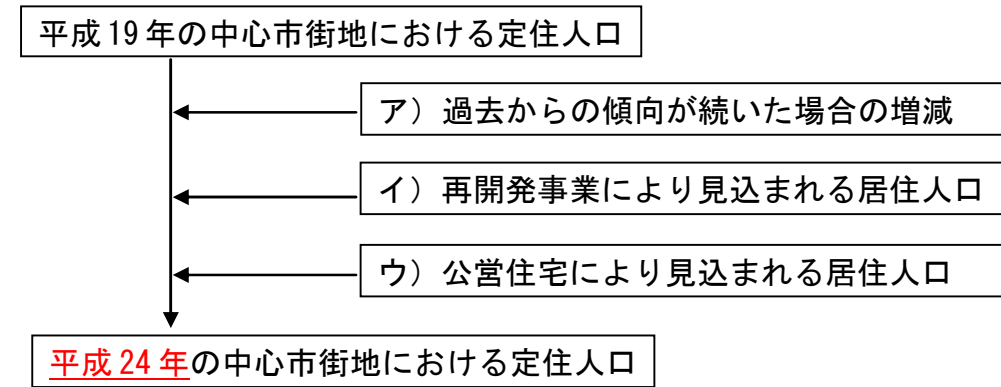 平成19年の中心市街地における定住人口
ア）過去からの傾向が続いた場合の増減
イ）再開発事業により見込まれる居住人口
ウ）公営住宅により見込まれる居住人口
平成24年の中心市街地における定住人口